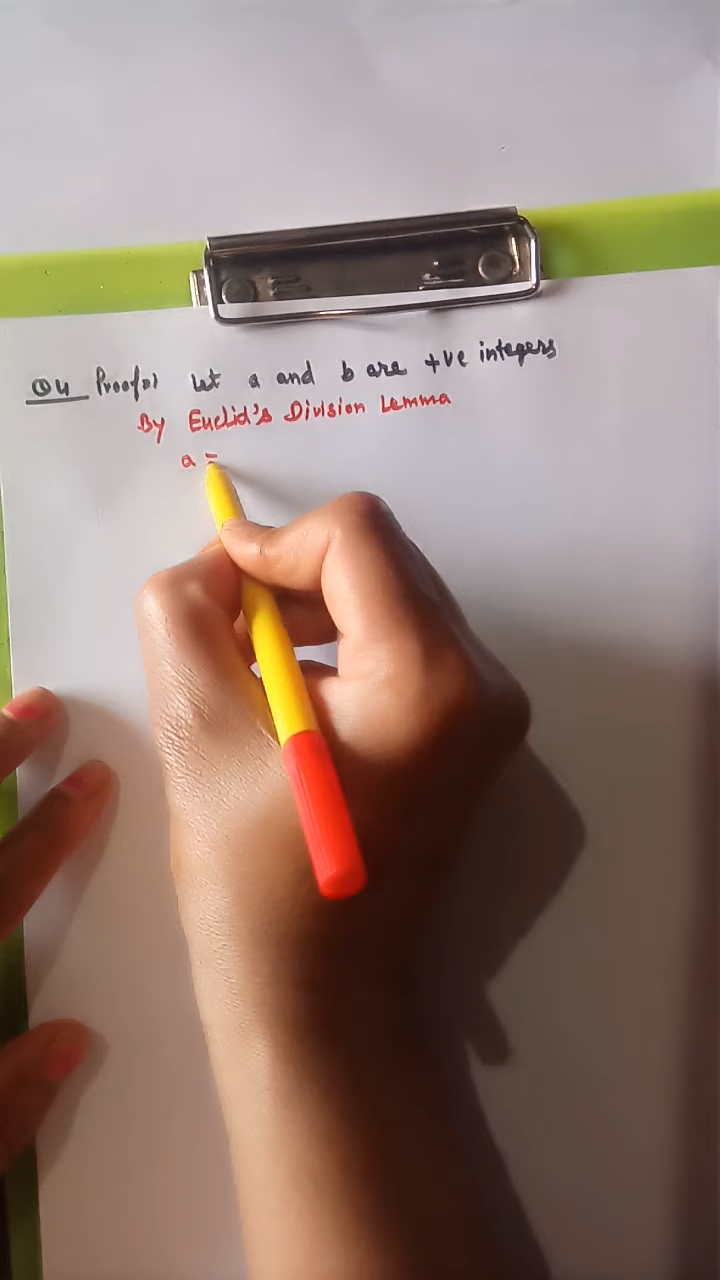 Q4 Proof:) Let a and b are +ve integers
By Euclid's Division Lemma
a =